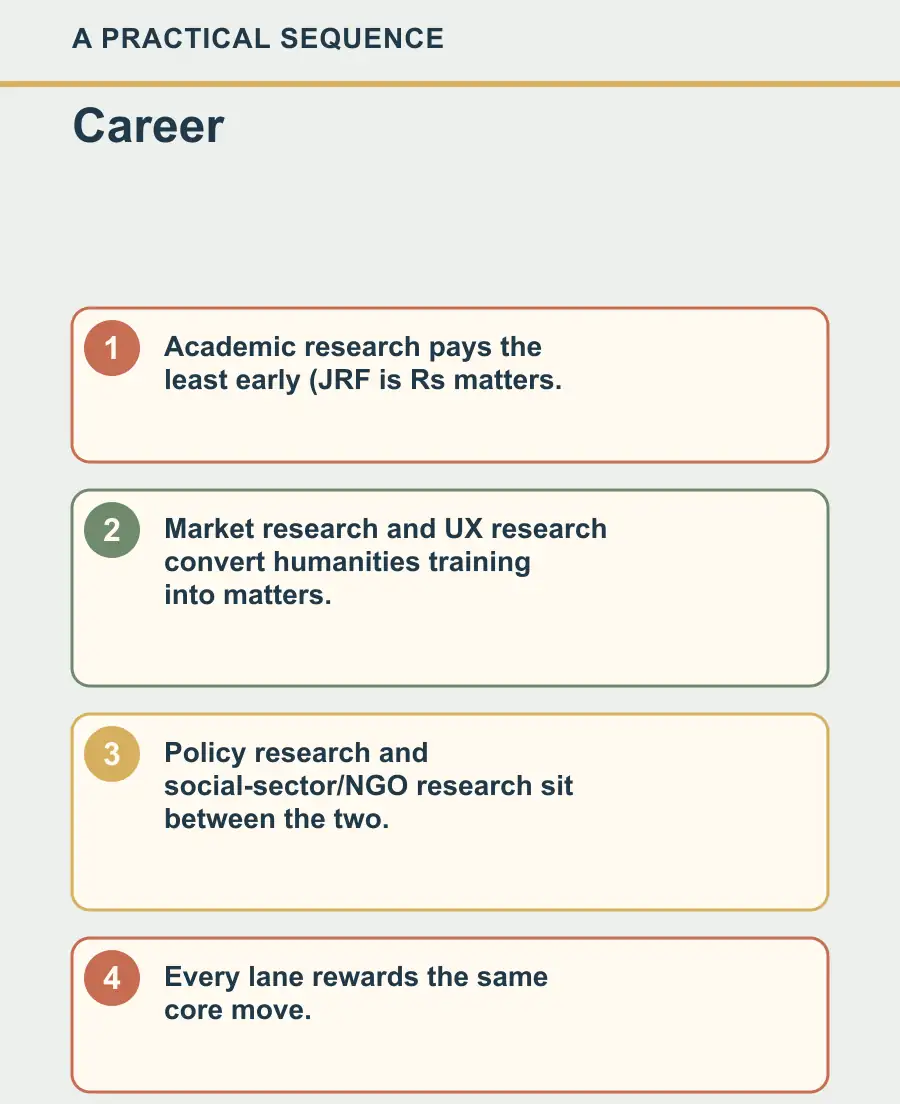 A PRACTICAL SEQUENCE
Career
1
Academic research pays the
least early (JRF is Rs matters.
2
Market research and UX research
convert humanities training
into matters.
3
Policy research and
social-sector/NGO research sit
between the two.
4
Every lane rewards the same
core move.